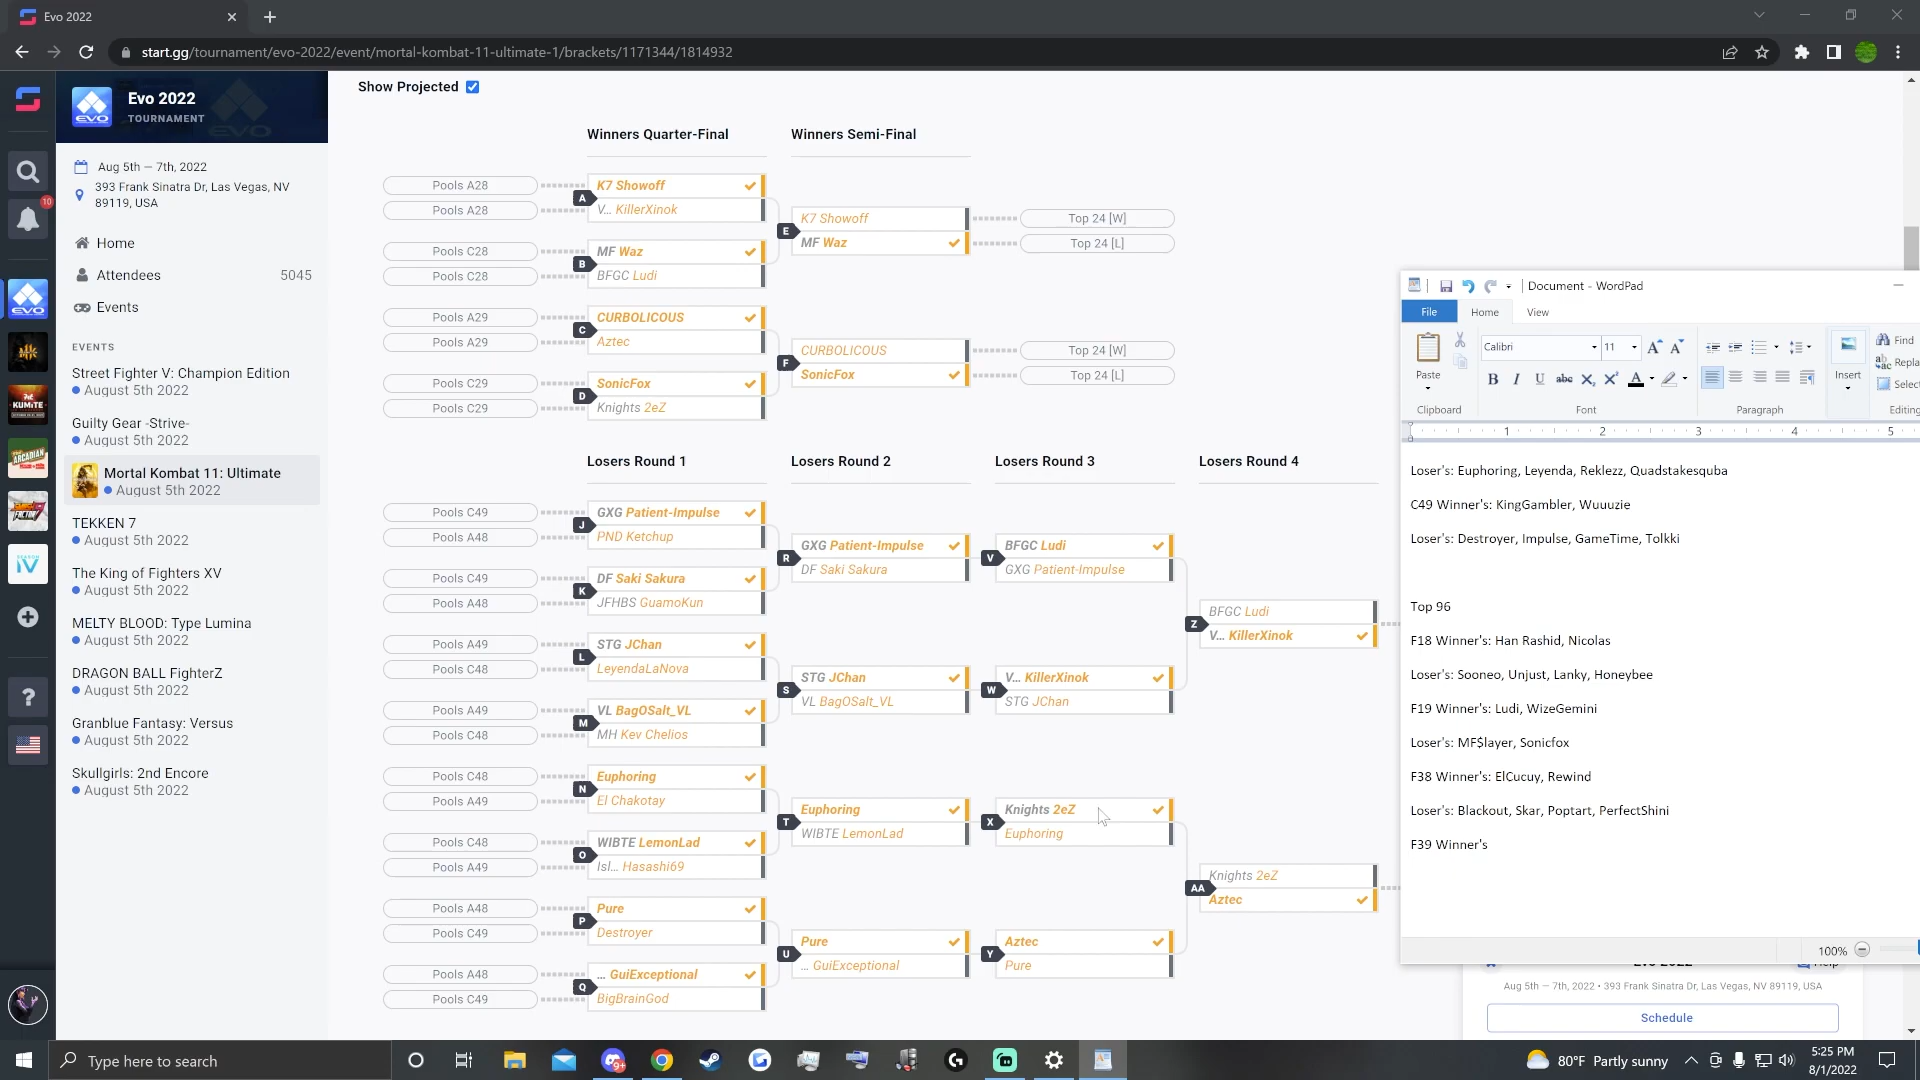 Evo 2022
start.gg/tournament/evo-2022/event/mortal-kombat-11-ultimate-1/brackets/1171344/1814932
Evo 2022
TOURNAMENT
EVO
Aug 5th — 7th, 2022
393 Frank Sinatra Dr, Las Vegas, NV
89119, USA
10
Home
Attendees 5045
Events
EVENTS
Street Fighter V: Champion Edition
August 5th 2022
Guilty Gear -Strive-
August 5th 2022
Mortal Kombat 11: Ultimate
August 5th 2022
TEKKEN 7
August 5th 2022
The King of Fighters XV
August 5th 2022
MELTY BLOOD: Type Lumina
August 5th 2022
DRAGON BALL FighterZ
August 5th 2022
Granblue Fantasy: Versus
August 5th 2022
Skullgirls: 2nd Encore
August 5th 2022
Show Projected
Winners Quarter-Final
Winners Semi-Final
Pools A28
Pools A28
A
K7 Showoff
V... KillerXinok
Pools C28
Pools C28
B
MF Waz
BFGC Ludi
Pools A29
Pools A29
C
CURBOLICOUS
Aztec
Pools C29
Pools C29
D
SonicFox
Knights 2eZ
E
K7 Showoff
MF Waz
Top 24 [W]
Top 24 [L]
F
CURBOLICOUS
SonicFox
Top 24 [W]
Top 24 [L]
Losers Round 1
Losers Round 2
Losers Round 3
Losers Round 4
Pools C49
Pools A48
J
GXG Patient-Impulse
PND Ketchup
Pools C49
Pools A48
K
DF Saki Sakura
JFHBS GuamoKun
Pools A49
Pools C48
L
STG JChan
LeyendaLaNova
Pools A49
Pools C48
M
VL BagOSalt_VL
MH Kev Chelios
Pools C48
Pools A49
N
Euphoring
El Chakotay
Pools C48
Pools A49
O
WIBTE LemonLad
Isl... Hasashi69
Pools A48
Pools C49
P
Pure
Destroyer
Pools A48
Pools C49
Q
... GuiExceptional
BigBrainGod
R
GXG Patient-Impulse
DF Saki Sakura
S
STG JChan
VL BagOSalt_VL
T
Euphoring
WIBTE LemonLad
U
Pure
... GuiExceptional
V
BFGC Ludi
GXG Patient-Impulse
W
V... KillerXinok
STG JChan
X
Knights 2eZ
Euphoring
Y
Aztec
Pure
Z
BFGC Ludi
V... KillerXinok
AA
Knights 2eZ
Aztec
Document - WordPad
File Home View
Paste
Clipboard
Calibri 11
Font
Paragraph
Insert
Find
Repla
Select
Editing
1 2 3 4 5
Loser's: Euphoring, Leyenda, Reklezz, Quadstakesquba
C49 Winner's: KingGambler, Wuuuzie
Loser's: Destroyer, Impulse, GameTime, Tolkki
Top 96
F18 Winner's: Han Rashid, Nicolas
Loser's: Sooneo, Unjust, Lanky, Honeybee
F19 Winner's: Ludi, WizeGemini
Loser's: MF$layer, Sonicfox
F38 Winner's: ElCucuy, Rewind
Loser's: Blackout, Skar, Poptart, PerfectShini
F39 Winner's
100%
Aug 5th — 7th, 2022 • 393 Frank Sinatra Dr, Las Vegas, NV 89119, USA
Schedule
Type here to search
9+
80°F Partly sunny
5:25 PM
8/1/2022